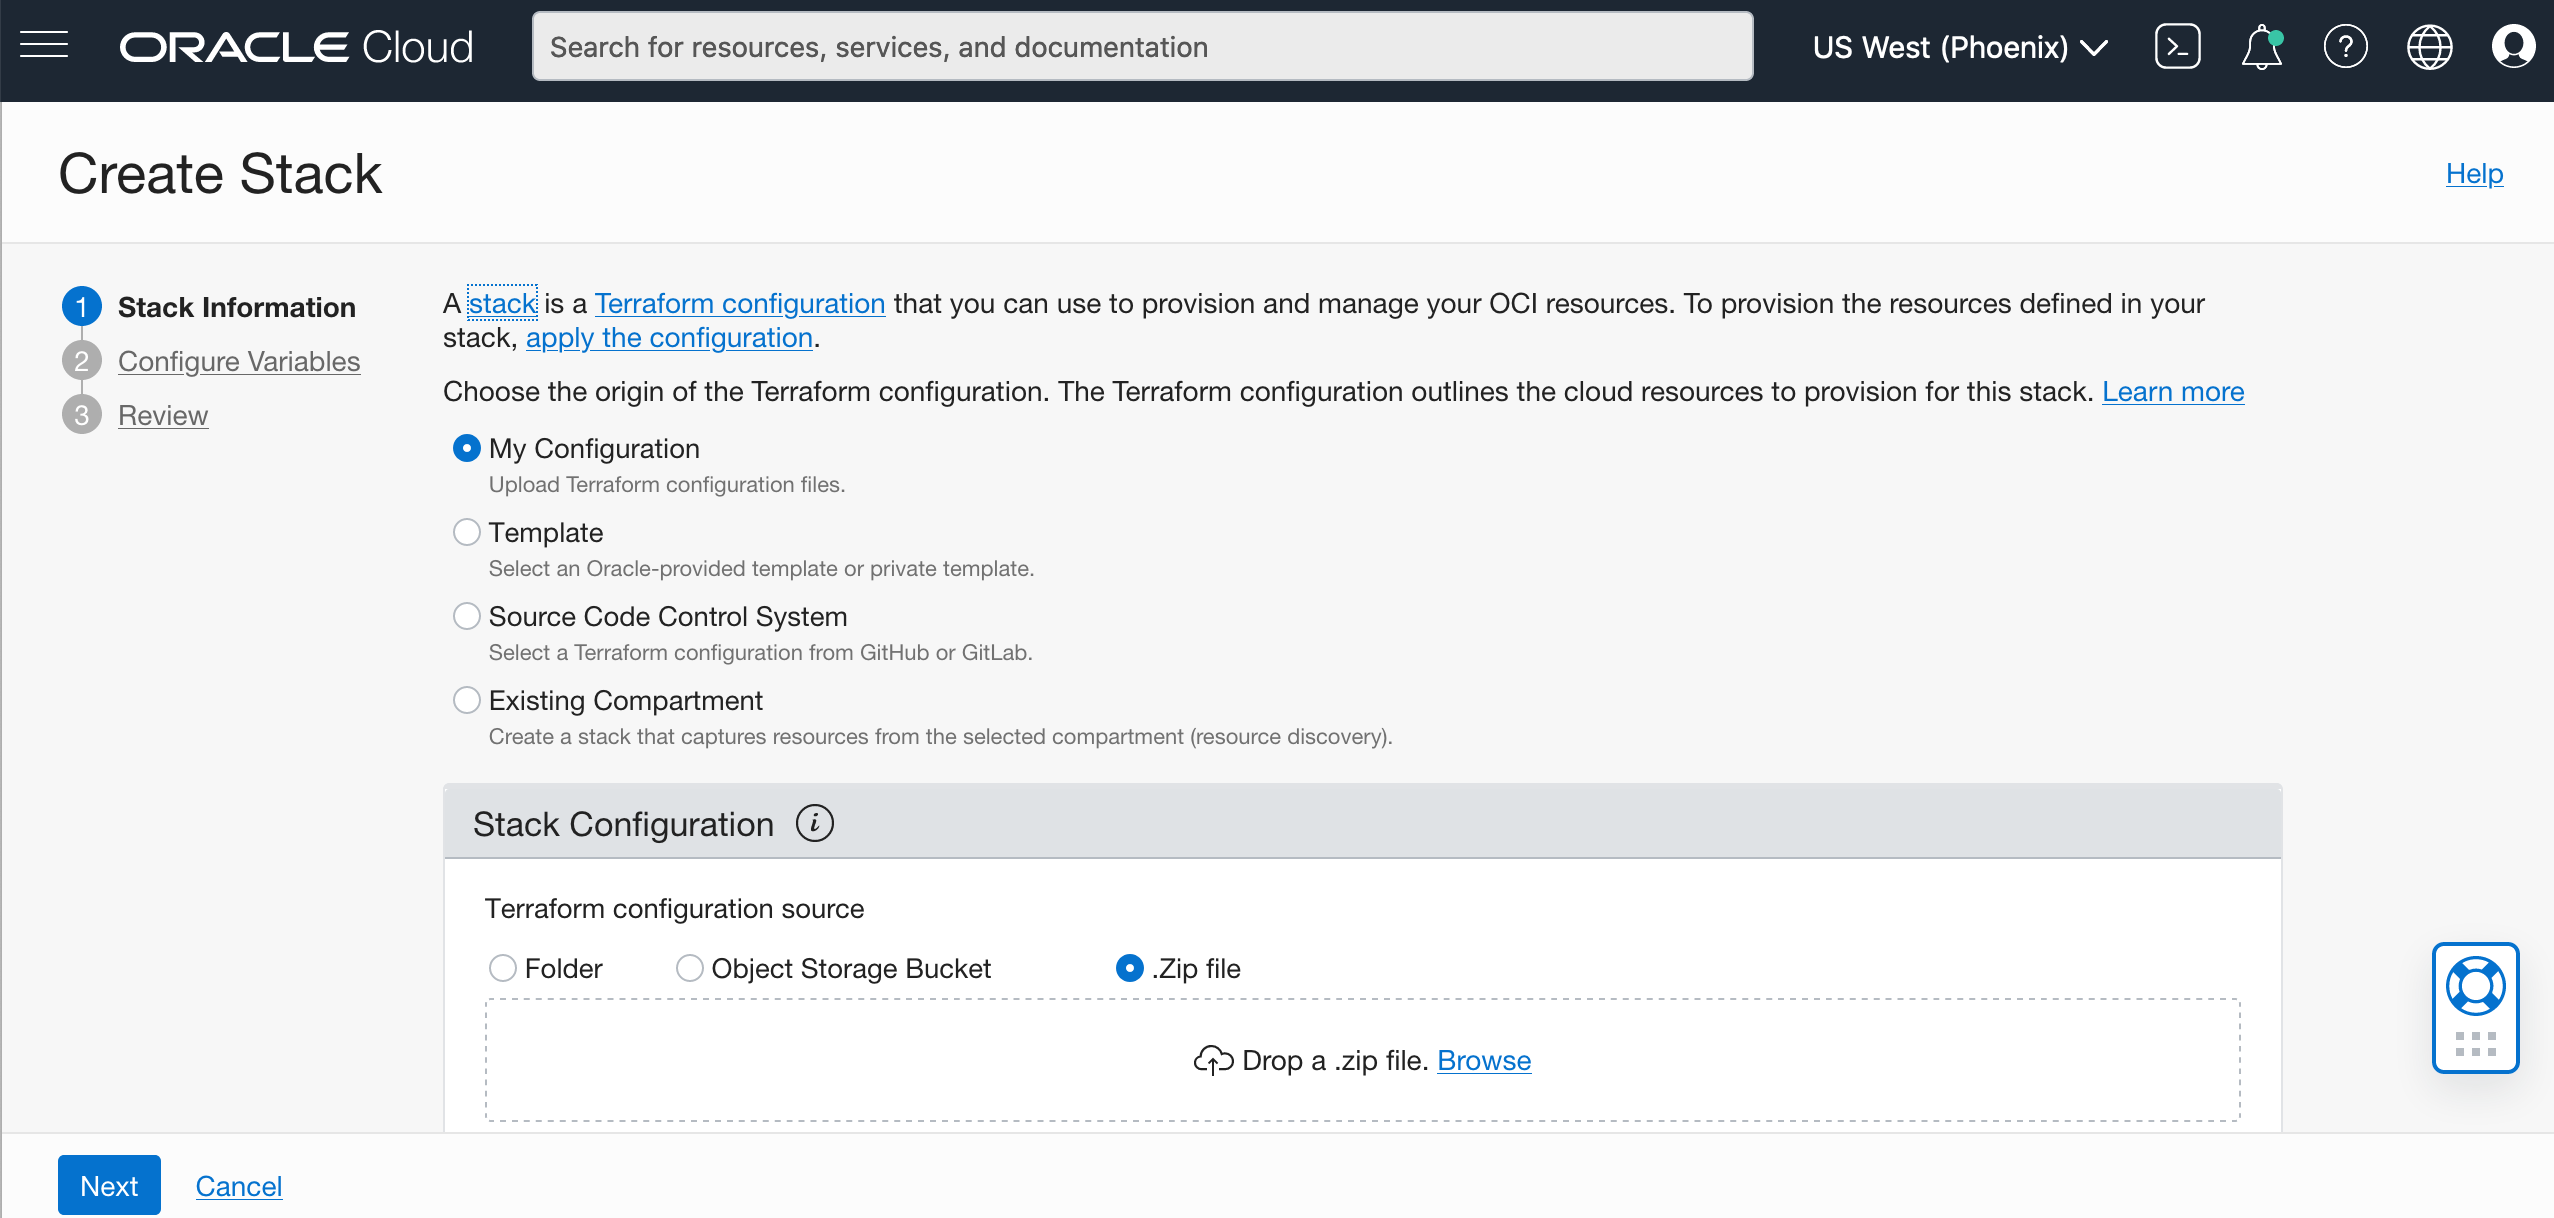 ORACLE Cloud
Search for resources, services, and documentation
US West (Phoenix)
Create Stack
Help
1 Stack Information
2 Configure Variables
3 Review
A stack is a Terraform configuration that you can use to provision and manage your OCI resources. To provision the resources defined in your
stack, apply the configuration.
Choose the origin of the Terraform configuration. The Terraform configuration outlines the cloud resources to provision for this stack. Learn more
My Configuration
Upload Terraform configuration files.
Template
Select an Oracle-provided template or private template.
Source Code Control System
Select a Terraform configuration from GitHub or GitLab.
Existing Compartment
Create a stack that captures resources from the selected compartment (resource discovery).
Stack Configuration i
Terraform configuration source
Folder Object Storage Bucket .Zip file
Drop a .zip file. Browse
Next Cancel